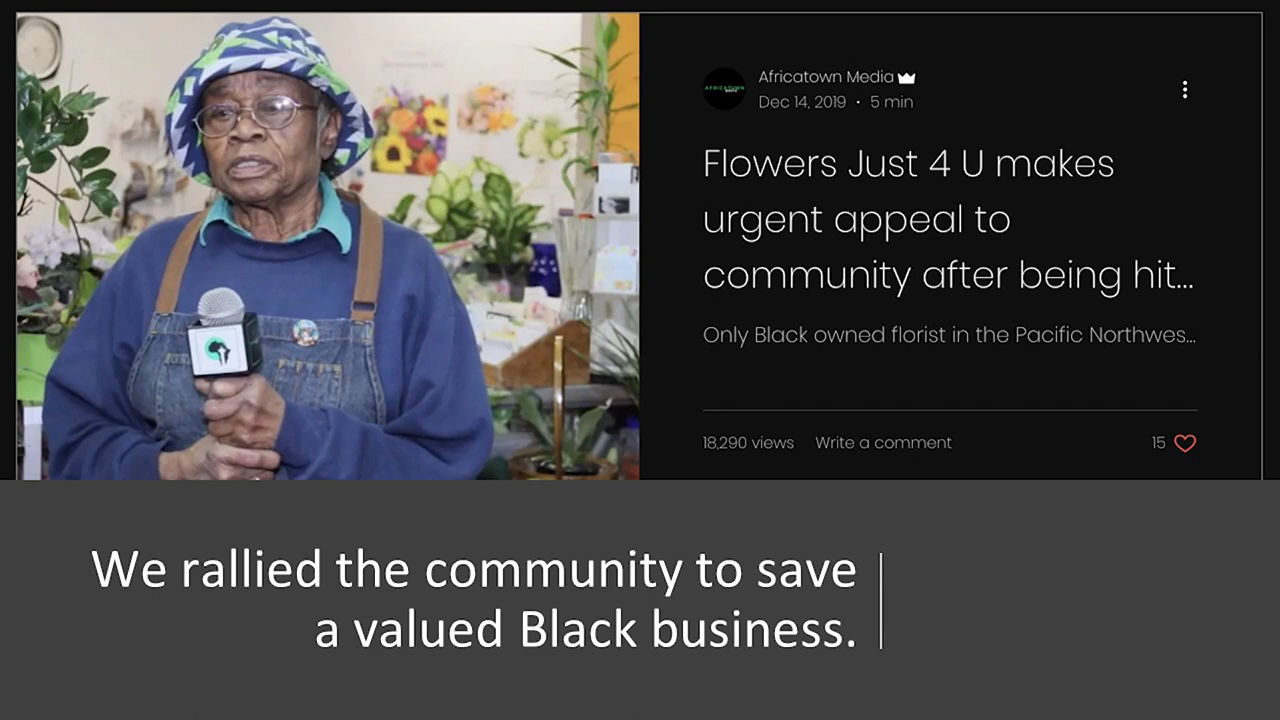 Africatown Media
Dec 14, 2019 · 5 min
Flowers Just 4 U makes
urgent appeal to
community after being hit...
Only Black owned florist in the Pacific Northwes...
18,290 views Write a comment 15
We rallied the community to save
a valued Black business.